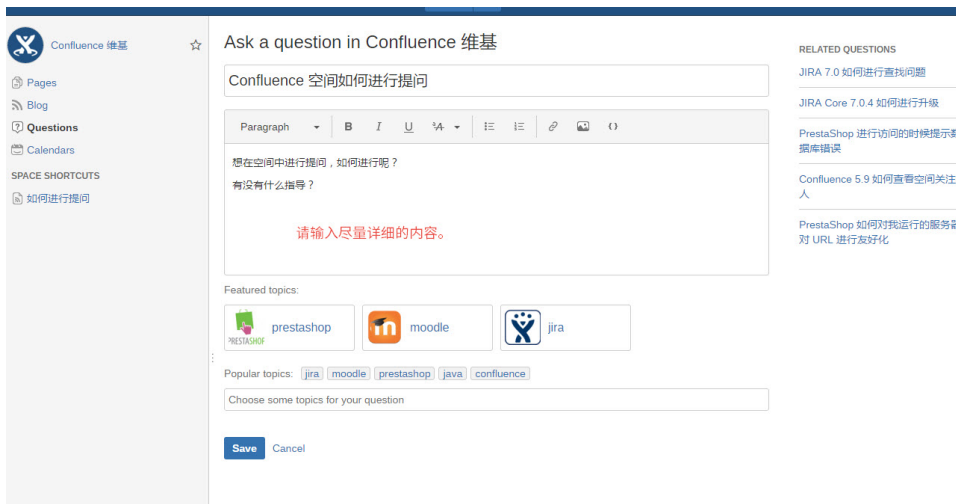 Confluence 维基
Pages
Blog
Questions
Calendars
SPACE SHORTCUTS
如何进行提问
Ask a question in Confluence 维基
Confluence 空间如何进行提问
Paragraph
B I U A
想在空间中进行提问，如何进行呢？
有没有什么指导？
请输入尽量详细的内容。
Featured topics:
PRESTASHOP
prestashop
m
moodle
jira
Popular topics: jira moodle prestashop java confluence
Choose some topics for your question
Save Cancel
RELATED QUESTIONS
JIRA 7.0 如何进行查找问题
JIRA Core 7.0.4 如何进行升级
PrestaShop 进行访问的时候提示数
据库错误
Confluence 5.9 如何查看空间关注
人
PrestaShop 如何对我运行的服务器
对 URL 进行友好化